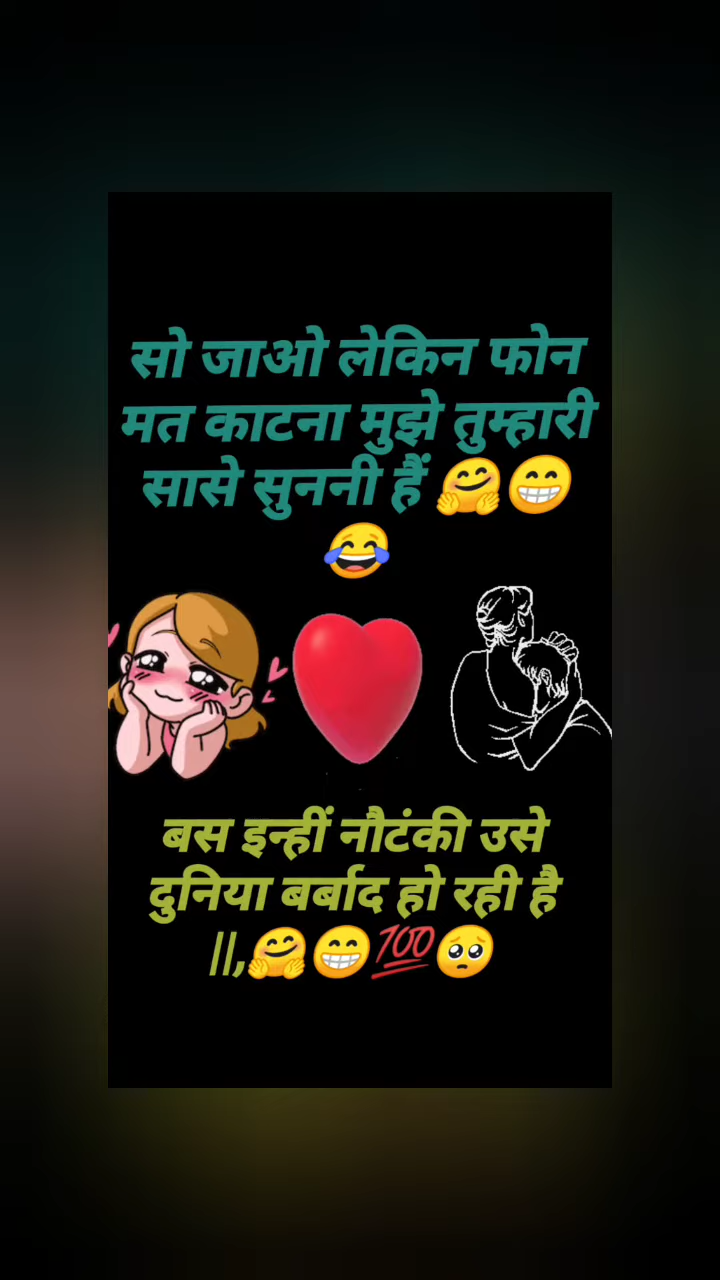 सो जाओ लेकिन फोन
मत काटना मुझे तुम्हारी
सासे सुननी हैं 🤗😁
😂
बस इन्हीं नौटंकी उसे
दुनिया बर्बाद हो रही है
||,🤗😁💯🥺